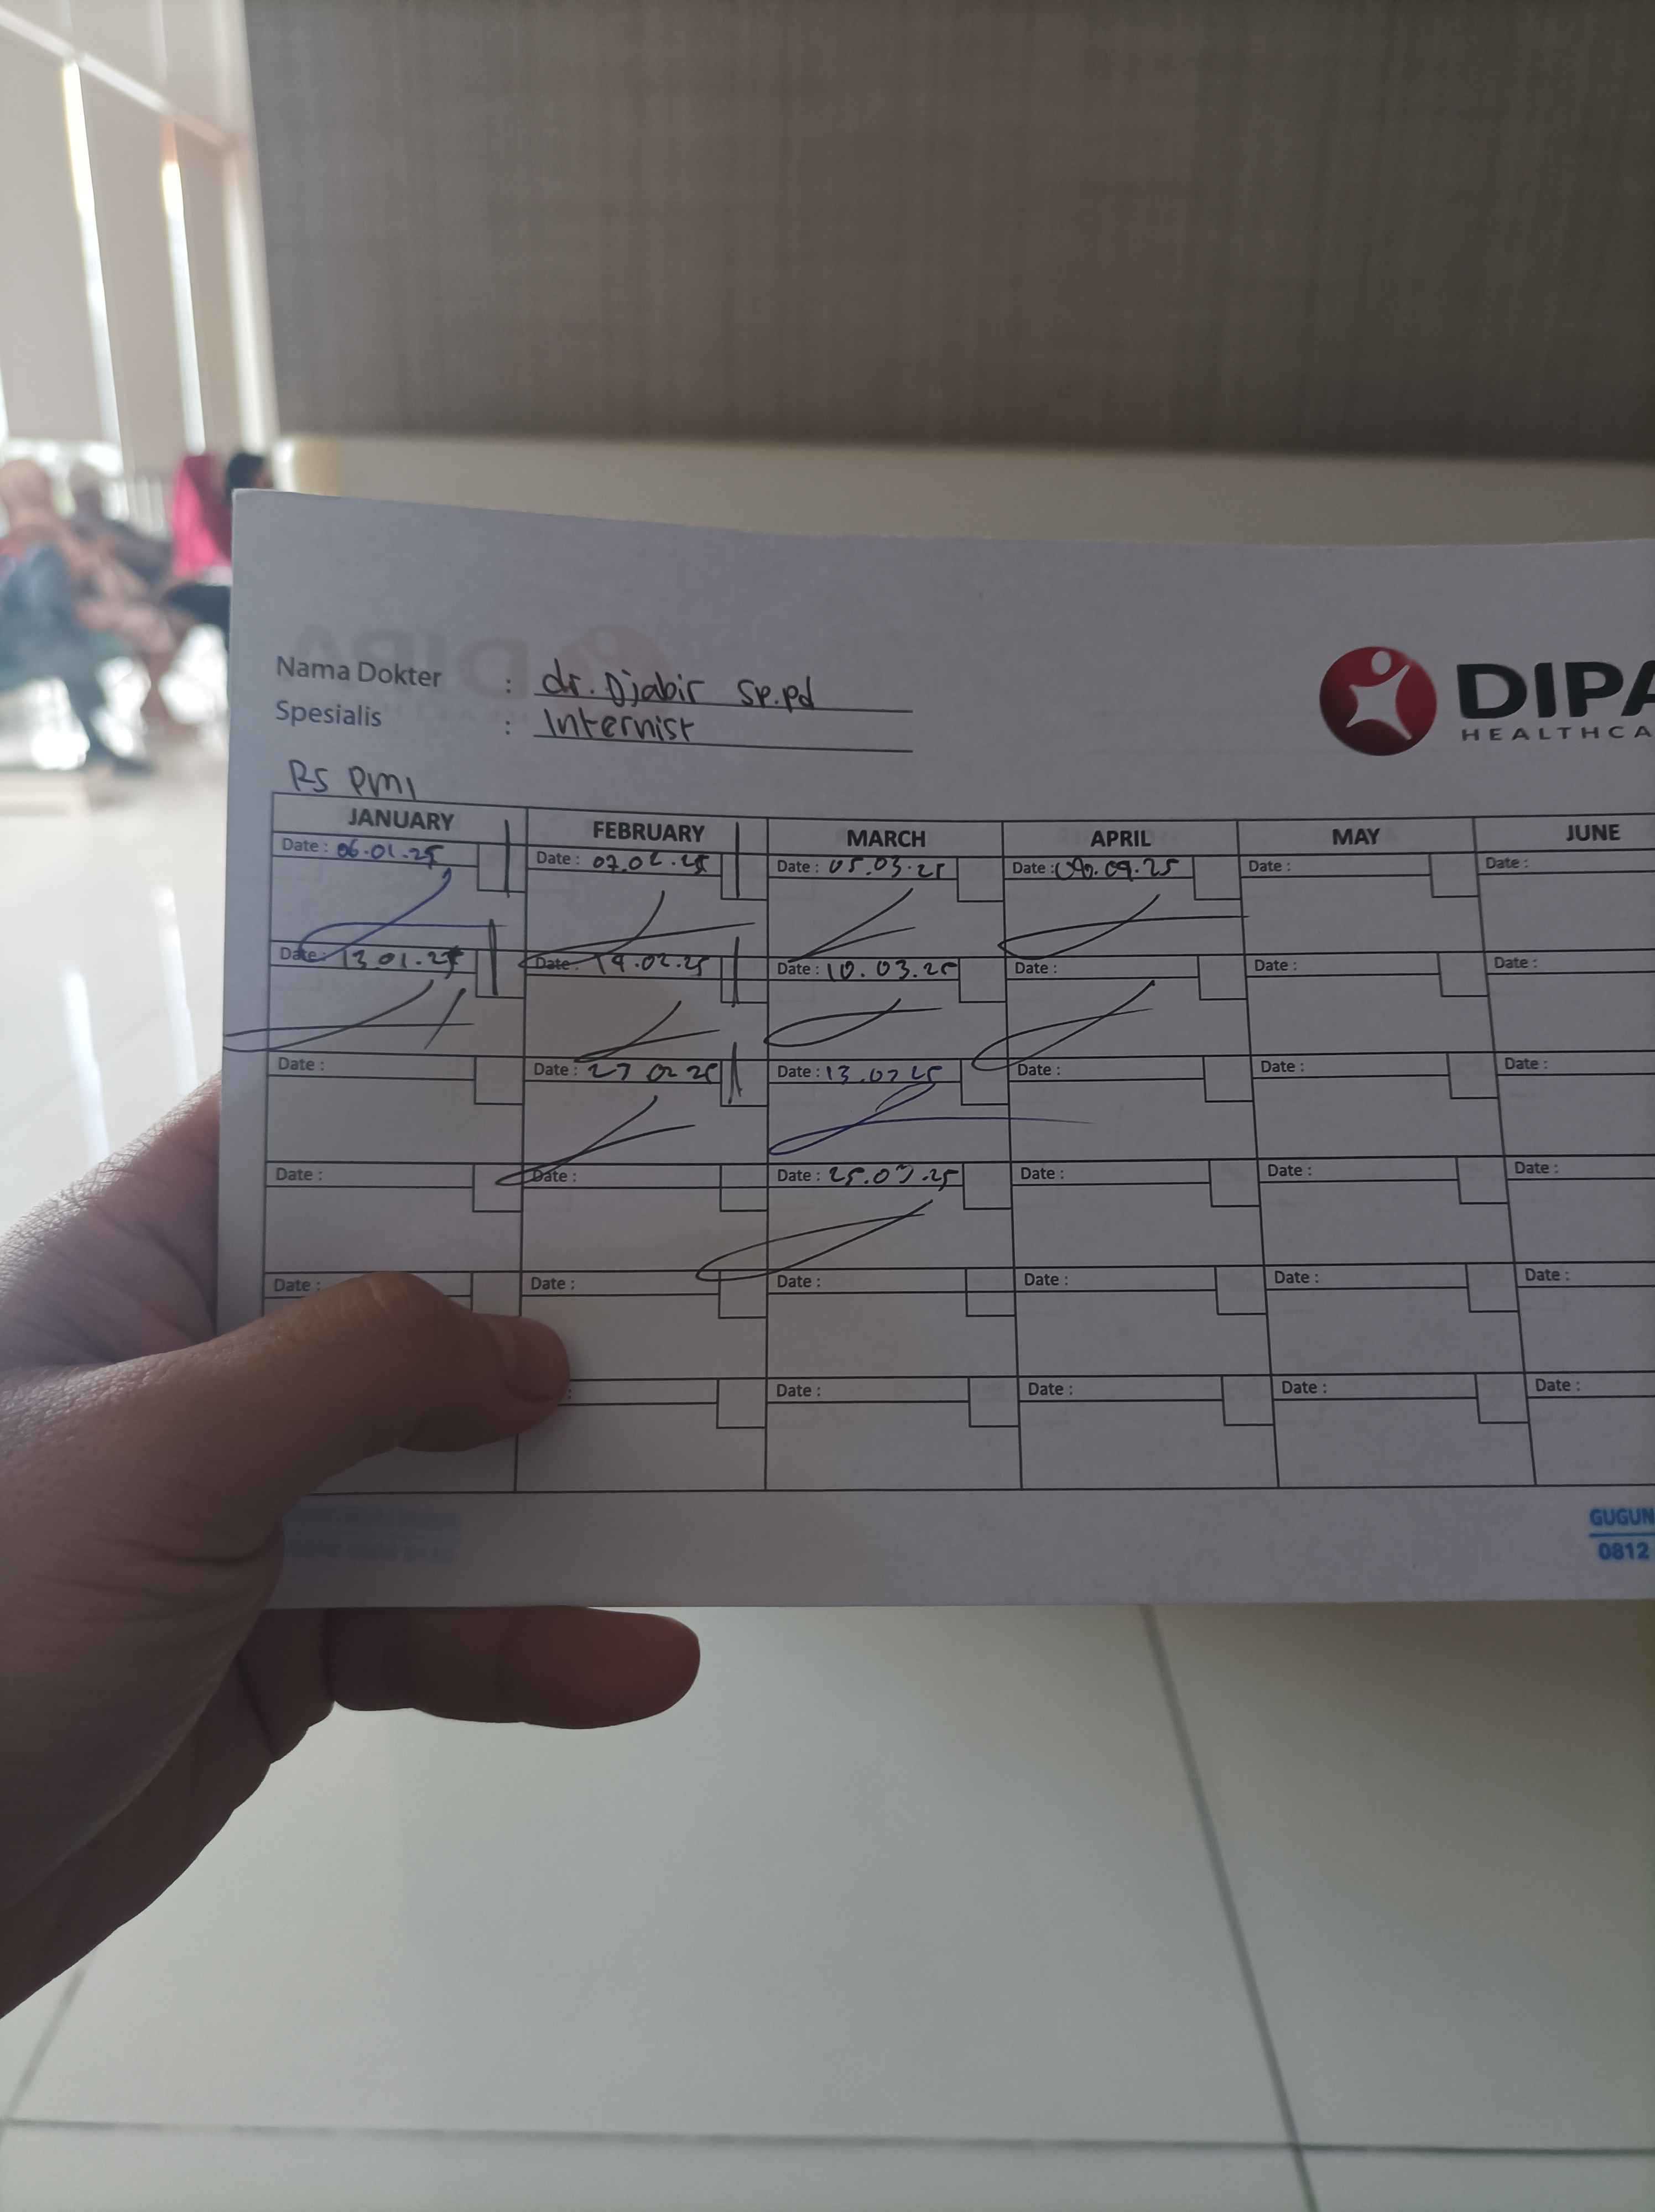 Nama Dokter : dr. Djabir Sp.pd
Spesialis : Internist
DIPA
HEALTHCA
RS PMI
JANUARY FEBRUARY MARCH APRIL MAY JUNE
Date : 06.01.25 Date : 07.02.25 Date : 05.03.25 Date : .25 Date : Date :
Date : 13.01.25 Date : 14.02.25 Date : 10.03.25 Date : Date : Date :
Date : Date : 27 02 25 Date : 13.03 25 Date : Date : Date :
Date : Date : Date : 25.03.25 Date : Date : Date :
Date : Date : Date : Date : Date : Date :
: Date : Date : Date : Date :
GUGUN
0812